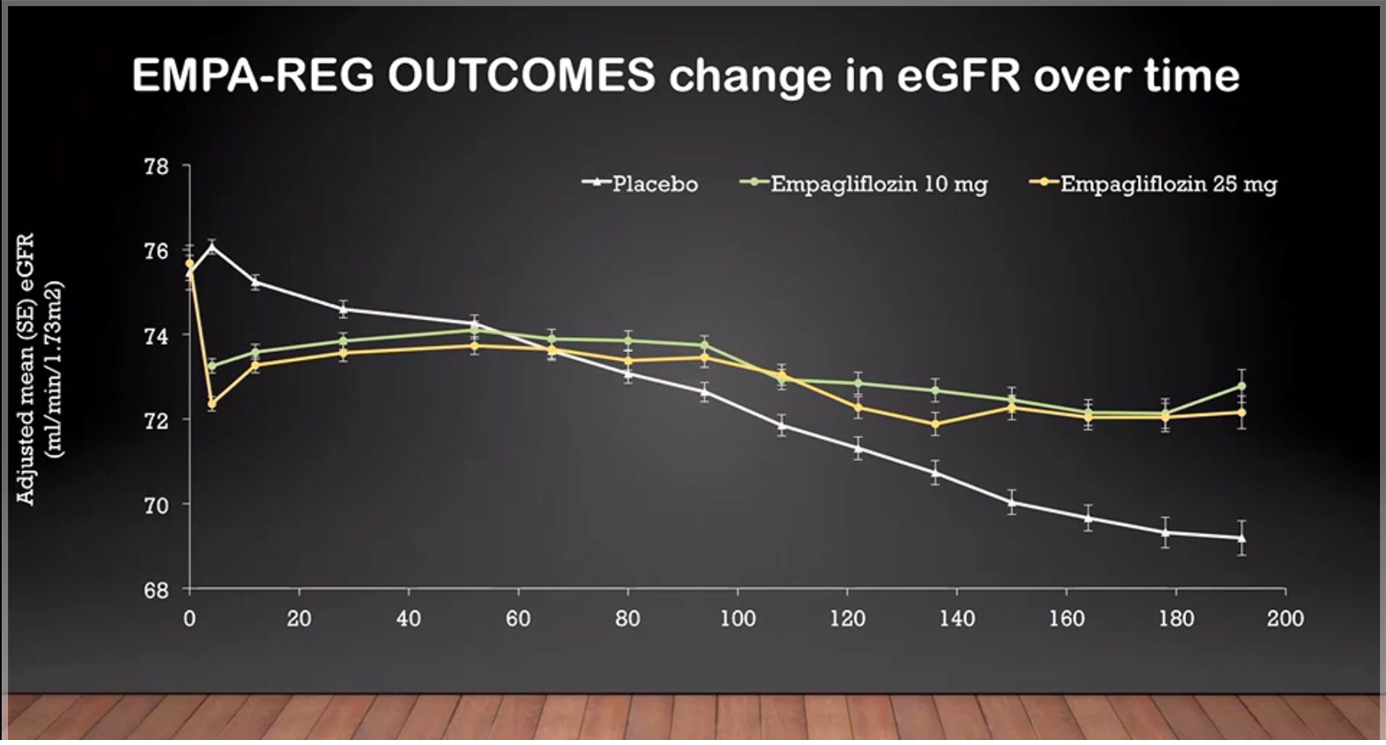 EMPA-REG OUTCOMES change in eGFR over time
Placebo Empagliflozin 10 mg Empagliflozin 25 mg
Adjusted mean (SE) eGFR
(ml/min/1.73m2)
78
76
74
72
70
68
0 20 40 60 80 100 120 140 160 180 200